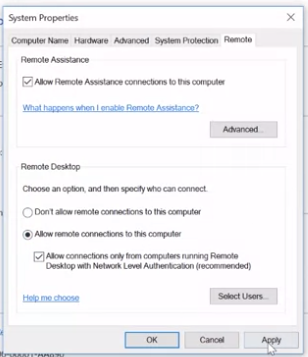 System Properties
Computer Name Hardware Advanced System Protection Remote
Remote Assistance
Allow Remote Assistance connections to this computer
What happens when I enable Remote Assistance?
Advanced...
Remote Desktop
Choose an option, and then specify who can connect.
Don't allow remote connections to this computer
Allow remote connections to this computer
Allow connections only from computers running Remote
Desktop with Network Level Authentication (recommended)
Help me choose
Select Users...
OK Cancel Apply